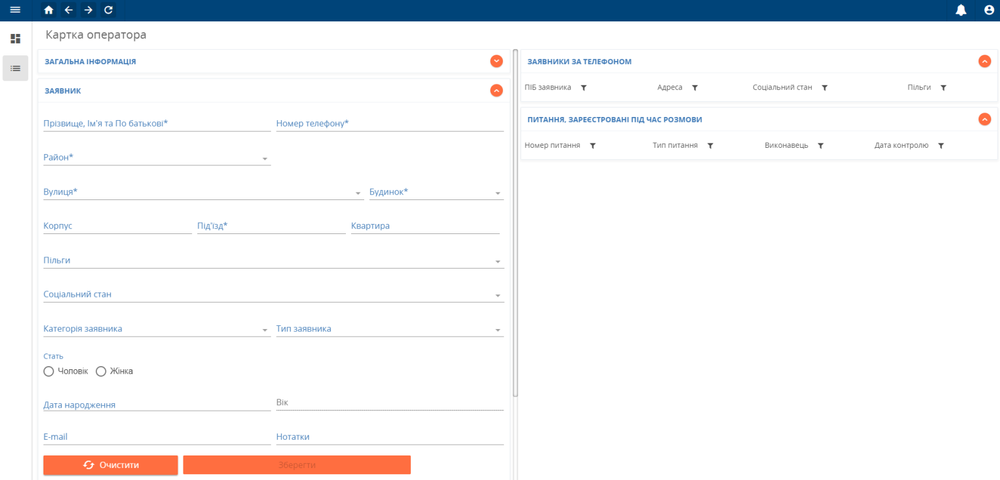 Картка оператора
ЗАГАЛЬНА ІНФОРМАЦІЯ
ЗАЯВНИК
Прізвище, Ім'я та По батькові* Номер телефону*
Район*
Вулиця* Будинок*
Корпус Під'їзд* Квартира
Пільги
Соціальний стан
Категорія заявника Тип заявника
Стать
Чоловік Жінка
Дата народження Вік
E-mail Нотатки
Очистити Зберегти
ЗАЯВНИКИ ЗА ТЕЛЕФОНОМ
ПІБ заявника Адреса Соціальний стан Пільги
ПИТАННЯ, ЗАРЕЄСТРОВАНІ ПІД ЧАС РОЗМОВИ
Номер питання Тип питання Виконавець Дата контролю